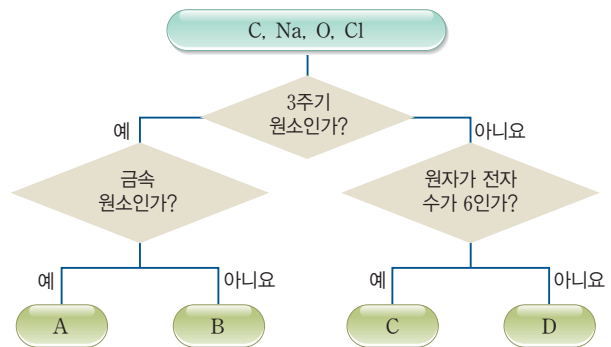 C, Na, O, Cl
3주기
원소인가?
예
아니요
금속
원소인가?
원자가 전자
수가 6인가?
예
아니요
예
아니요
A
B
C
D